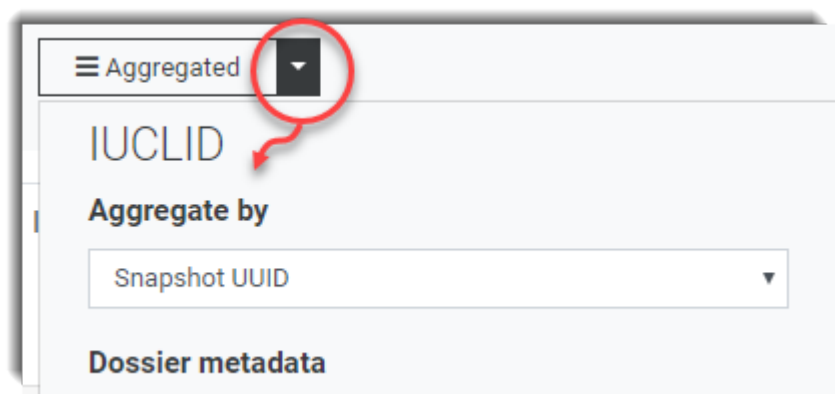 Aggregated
IUCLID
Aggregate by
Snapshot UUID
Dossier metadata